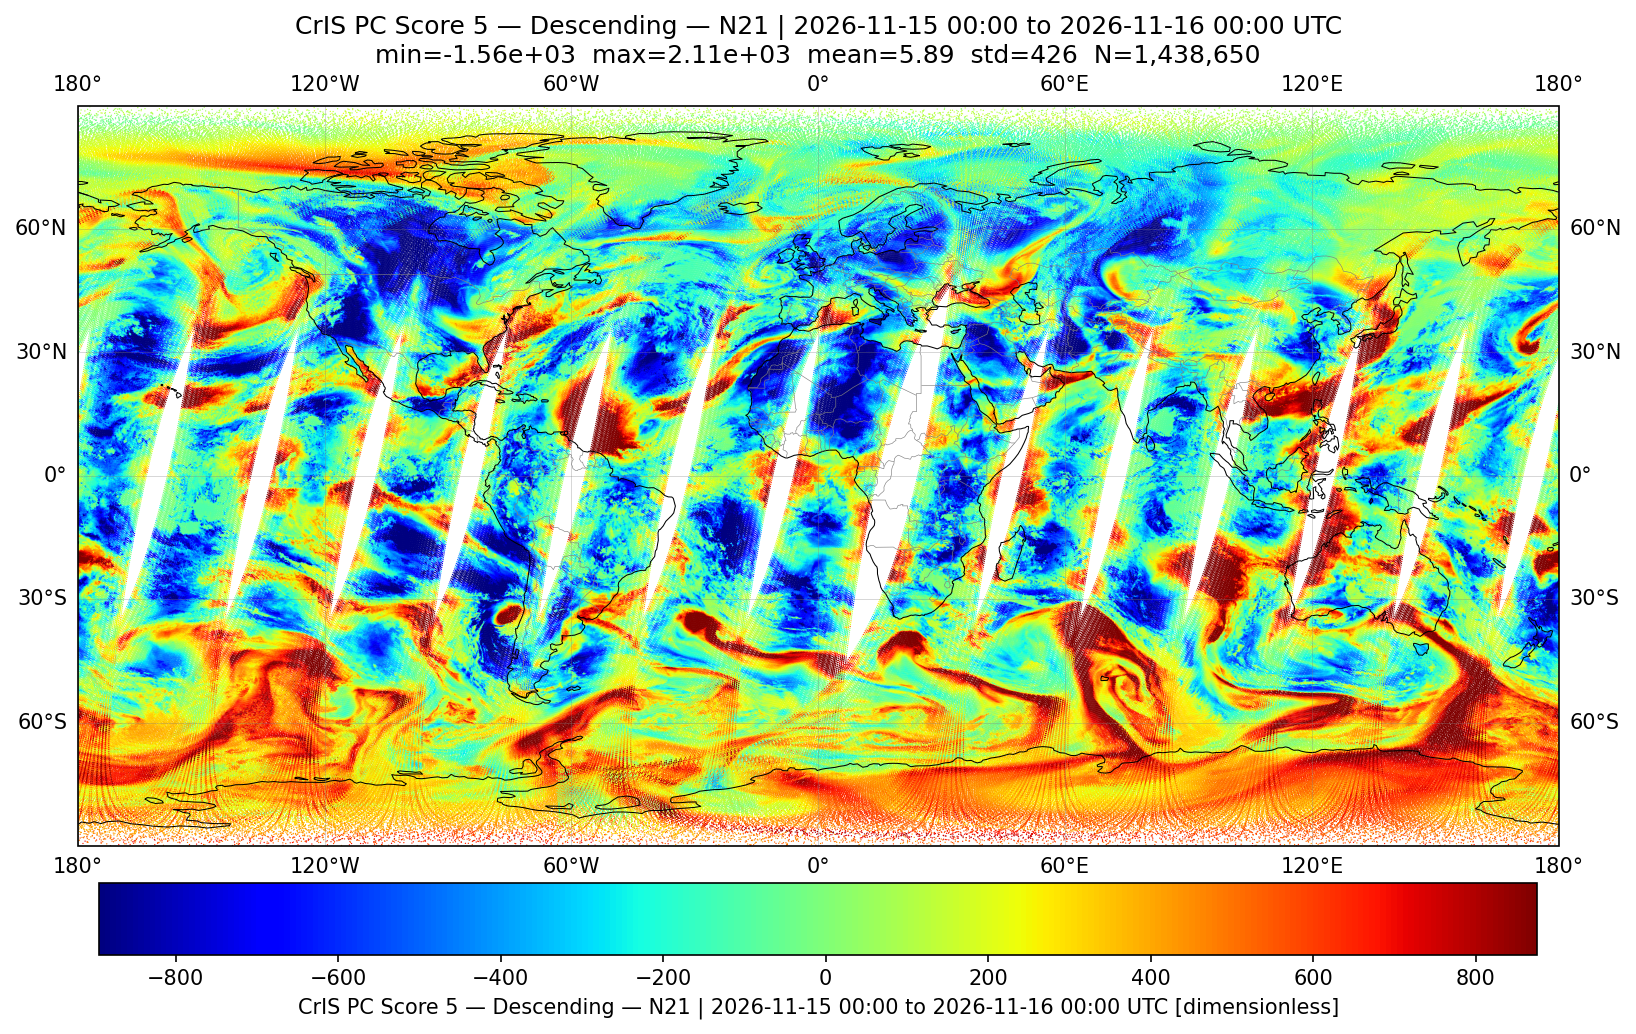 CrIS PC Score 5 — Descending — N21 | 2026-11-15 00:00 to 2026-11-16 00:00 UTC
min=-1.56e+03  max=2.11e+03  mean=5.89  std=426  N=1,438,650
180° 120°W 60°W 0° 60°E 120°E 180°
60°N 60°N
30°N 30°N
0° 0°
30°S 30°S
60°S 60°S
180° 120°W 60°W 0° 60°E 120°E 180°
−800 −600 −400 −200 0 200 400 600 800
CrIS PC Score 5 — Descending — N21 | 2026-11-15 00:00 to 2026-11-16 00:00 UTC [dimensionless]